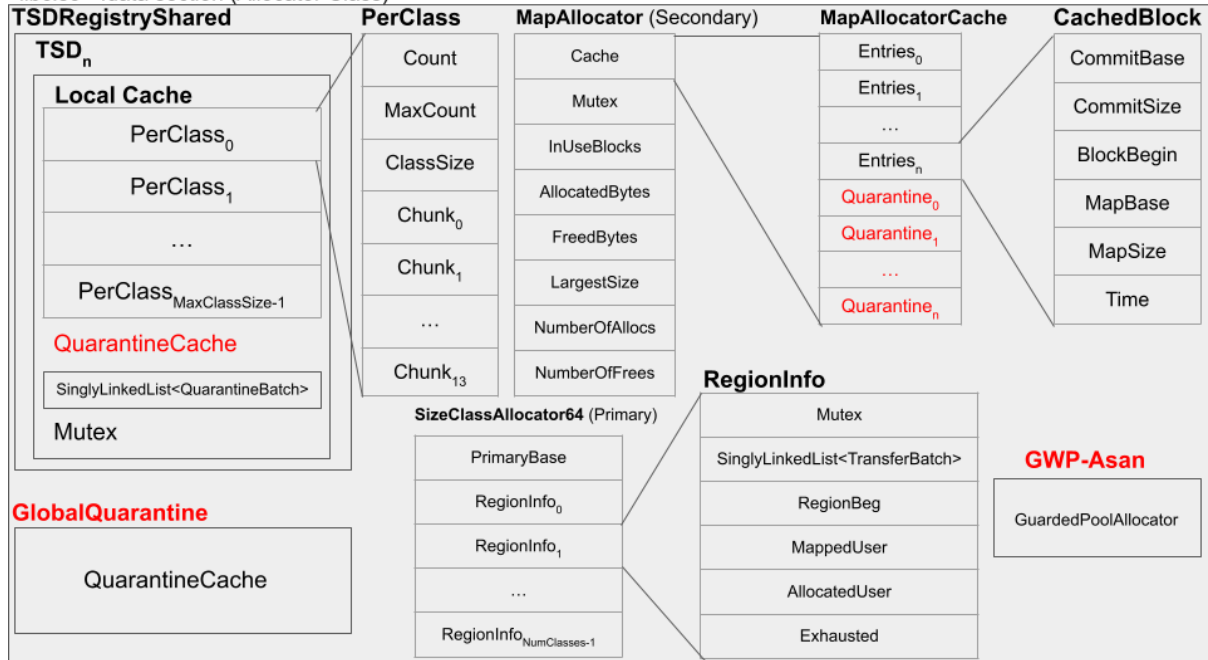 TSDRegistryShared
TSDn
Local Cache
PerClass0
PerClass1
...
PerClassMaxClassSize-1
QuarantineCache
SinglyLinkedList<QuarantineBatch>
Mutex
GlobalQuarantine
QuarantineCache
PerClass
Count
MaxCount
ClassSize
Chunk0
Chunk1
...
Chunk13
MapAllocator (Secondary)
Cache
Mutex
InUseBlocks
AllocatedBytes
FreedBytes
LargestSize
NumberOfAllocs
NumberOfFrees
MapAllocatorCache
Entries0
Entries1
...
Entriesn
Quarantine0
Quarantine1
...
Quarantinen
CachedBlock
CommitBase
CommitSize
BlockBegin
MapBase
MapSize
Time
SizeClassAllocator64 (Primary)
PrimaryBase
RegionInfo0
RegionInfo1
...
RegionInfoNumClasses-1
RegionInfo
Mutex
SinglyLinkedList<TransferBatch>
RegionBeg
MappedUser
AllocatedUser
Exhausted
GWP-Asan
GuardedPoolAllocator